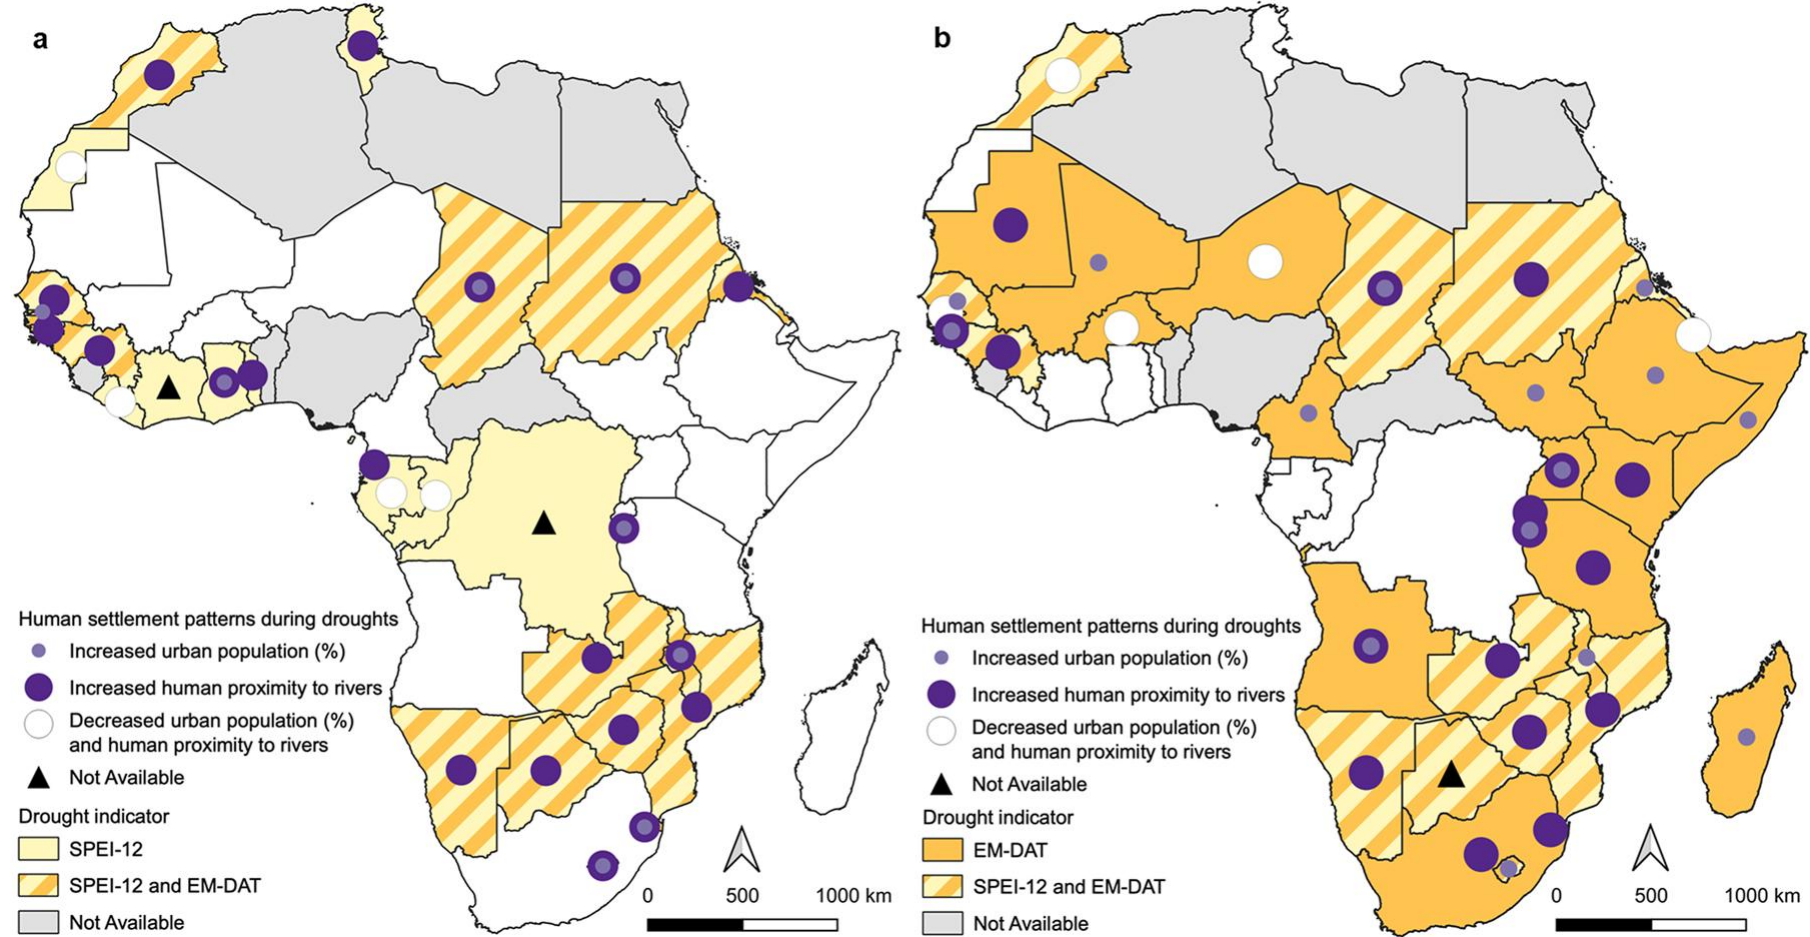 a
Human settlement patterns during droughts
Increased urban population (%)
Increased human proximity to rivers
Decreased urban population (%)
and human proximity to rivers
Not Available
Drought indicator
SPEI-12
SPEI-12 and EM-DAT
Not Available
0 500 1000 km
b
Human settlement patterns during droughts
Increased urban population (%)
Increased human proximity to rivers
Decreased urban population (%)
and human proximity to rivers
Not Available
Drought indicator
EM-DAT
SPEI-12 and EM-DAT
Not Available
0 500 1000 km